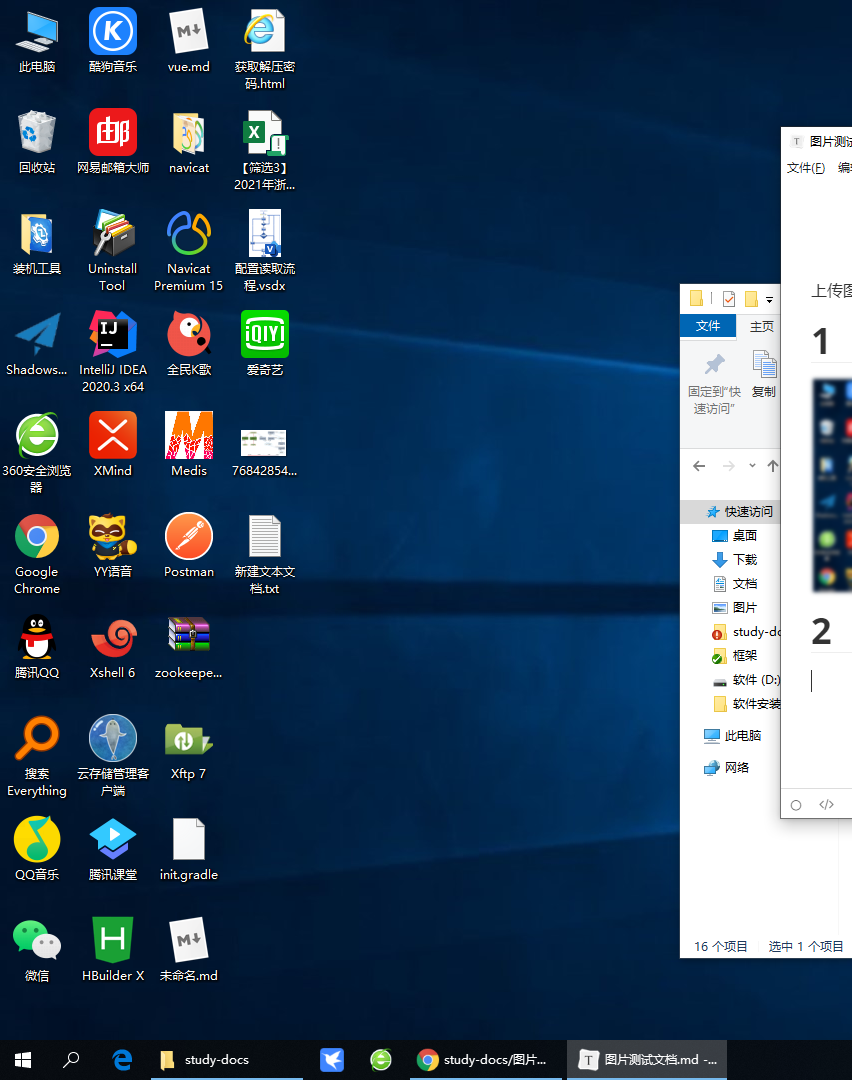 此电脑
酷狗音乐
vue.md
获取解压密
码.html
回收站
网易邮箱大师
navicat
【筛选3】
2021年浙...
装机工具
Uninstall
Tool
Navicat
Premium 15
配置读取流
程.vsdx
Shadows...
IntelliJ IDEA
2020.3 x64
全民K歌
爱奇艺
360安全浏览
器
XMind
Medis
76842854...
Google
Chrome
YY语音
Postman
新建文本文
档.txt
腾讯QQ
Xshell 6
zookeepe...
搜索
Everything
云存储管理客
户端
Xftp 7
QQ音乐
腾讯课堂
init.gradle
微信
HBuilder X
未命名.md
K
邮
IJ
iQIYI
H
M
X
T
图片测试
文件(F) 编辑
上传图
1
2
文件
主页
固定到"快
速访问"
复制
快速访问
桌面
下载
文档
图片
study-do
框架
软件 (D:)
软件安装
此电脑
网络
16 个项目
选中 1 个项目
</>
study-docs
study-docs/图片...
T
图片测试文档.md -...